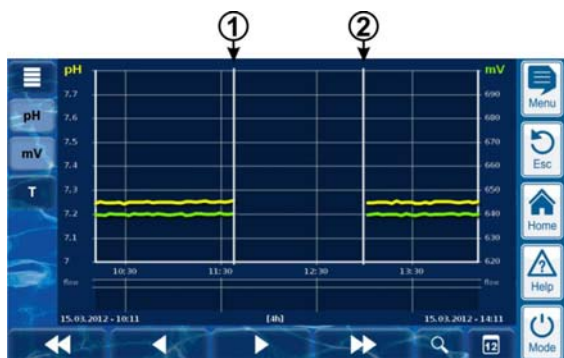 1 2
pH mV
7.7 690
7.6 680
7.5 670
7.4 660
7.3 650
7.2 640
7.1 630
7 620
10:30 11:30 12:30 13:30
flow flow
15.03.2012 - 10:11 [4h] 15.03.2012 - 14:11
pH
mV
T
12
Menu
Esc
Home
? Help
Mode